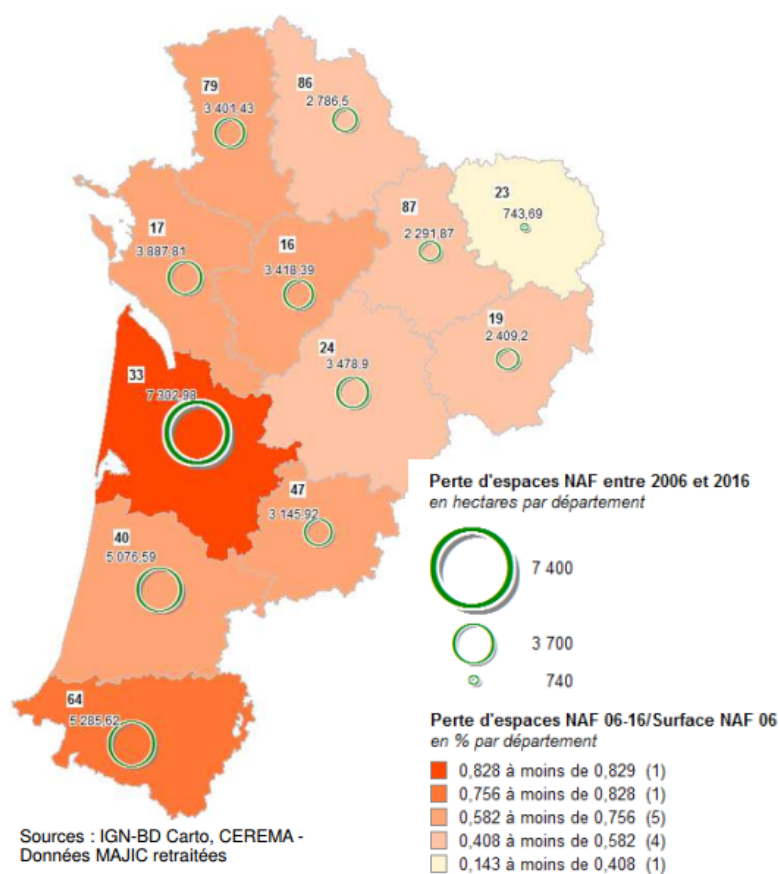 79
3 401,43
86
2 786,5
23
743,69
87
2 291,87
17
3 887,81
16
3 418,39
19
2 409,2
24
3 478,9
33
7 302,98
47
3 145,92
40
5 076,59
64
5 285,62
Perte d'espaces NAF entre 2006 et 2016
en hectares par département
7 400
3 700
740
Perte d'espaces NAF 06-16/Surface NAF 06
en % par département
0,828 à moins de 0,829 (1)
0,756 à moins de 0,828 (1)
0,582 à moins de 0,756 (5)
0,408 à moins de 0,582 (4)
0,143 à moins de 0,408 (1)
Sources : IGN-BD Carto, CEREMA -
Données MAJIC retraitées